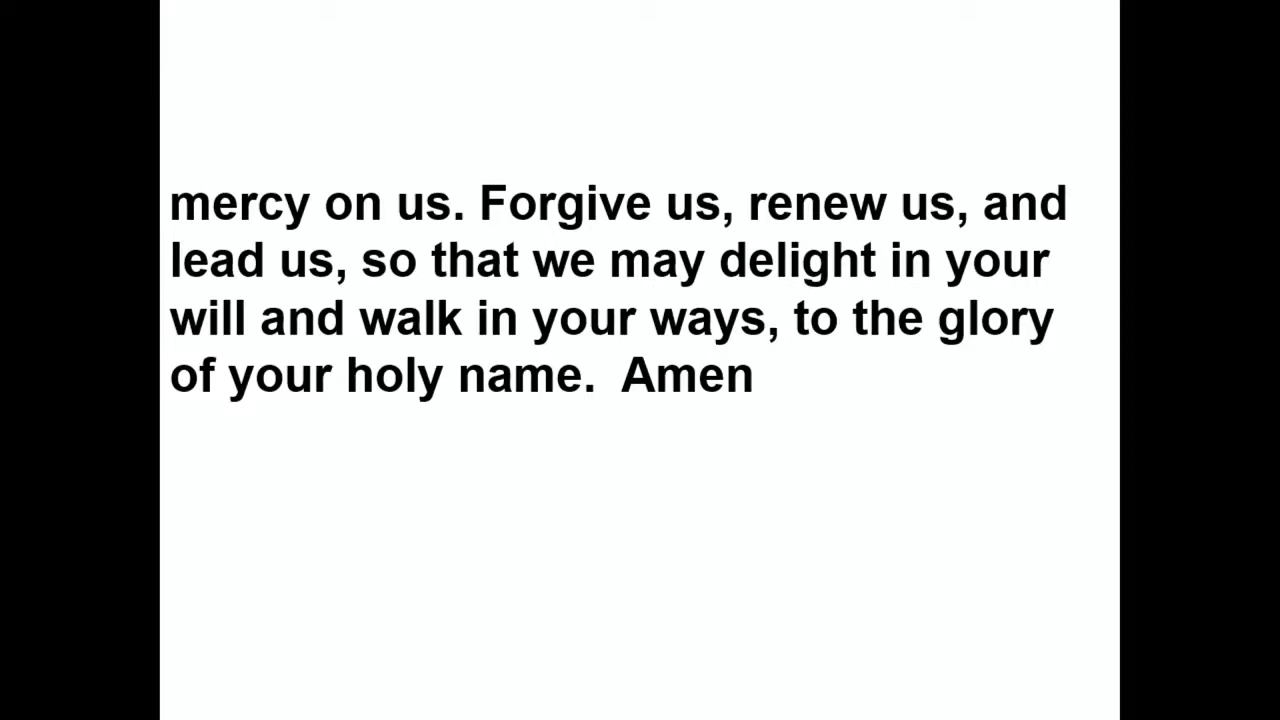 mercy on us. Forgive us, renew us, and
lead us, so that we may delight in your
will and walk in your ways, to the glory
of your holy name.  Amen